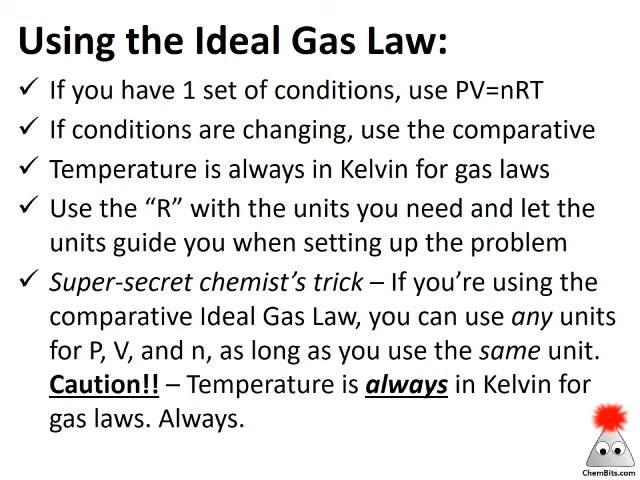 Using the Ideal Gas Law:
✓ If you have 1 set of conditions, use PV=nRT
✓ If conditions are changing, use the comparative
✓ Temperature is always in Kelvin for gas laws
✓ Use the “R” with the units you need and let the
units guide you when setting up the problem
✓ Super-secret chemist’s trick – If you’re using the
comparative Ideal Gas Law, you can use any units
for P, V, and n, as long as you use the same unit.
Caution!! – Temperature is always in Kelvin for
gas laws. Always.
ChemBits.com